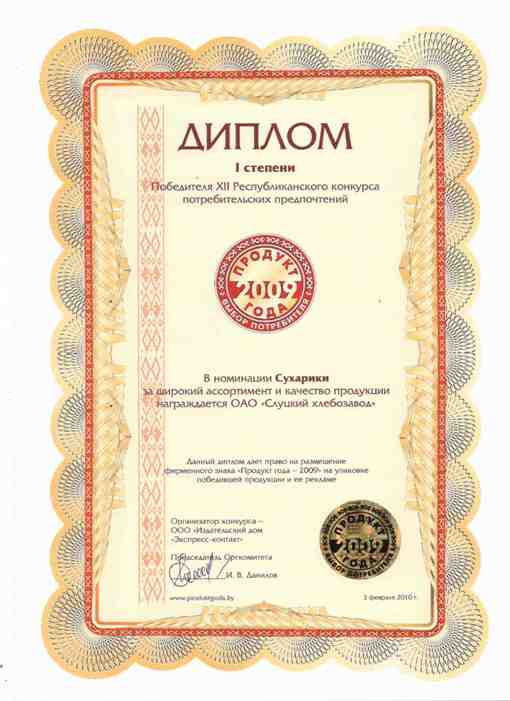 ДИПЛОМ
I степени
Победителя XII Республиканского конкурса
потребительских предпочтений
ПРОДУКТ
2009
ГОДА
ВЫБОР ПОТРЕБИТЕЛЯ
В номинации Сухарики
за широкий ассортимент и качество продукции
награждается ОАО «Слуцкий хлебозавод»
Данный диплом дает право на размещение
фирменного знака «Продукт года – 2009» на упаковке
победившей продукции и ее рекламе
Организатор конкурса –
ООО «Издательский дом
«Экспресс-контакт»
Председатель Оргкомитета
И. В. Данилов
www.produktgoda.by
3 февраля 2010 г.
ПРОДУКТ
2009
ГОДА
ВЫБОР ПОТРЕБИТЕЛЯ